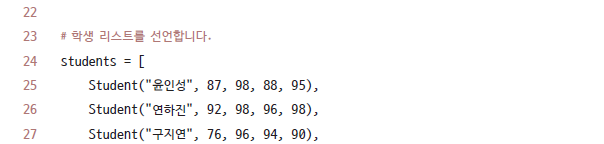 22
23 # 학생 리스트를 선언합니다.
24 students = [
25     Student("윤인성", 87, 98, 88, 95),
26     Student("연하진", 92, 98, 96, 98),
27     Student("구지연", 76, 96, 94, 90),